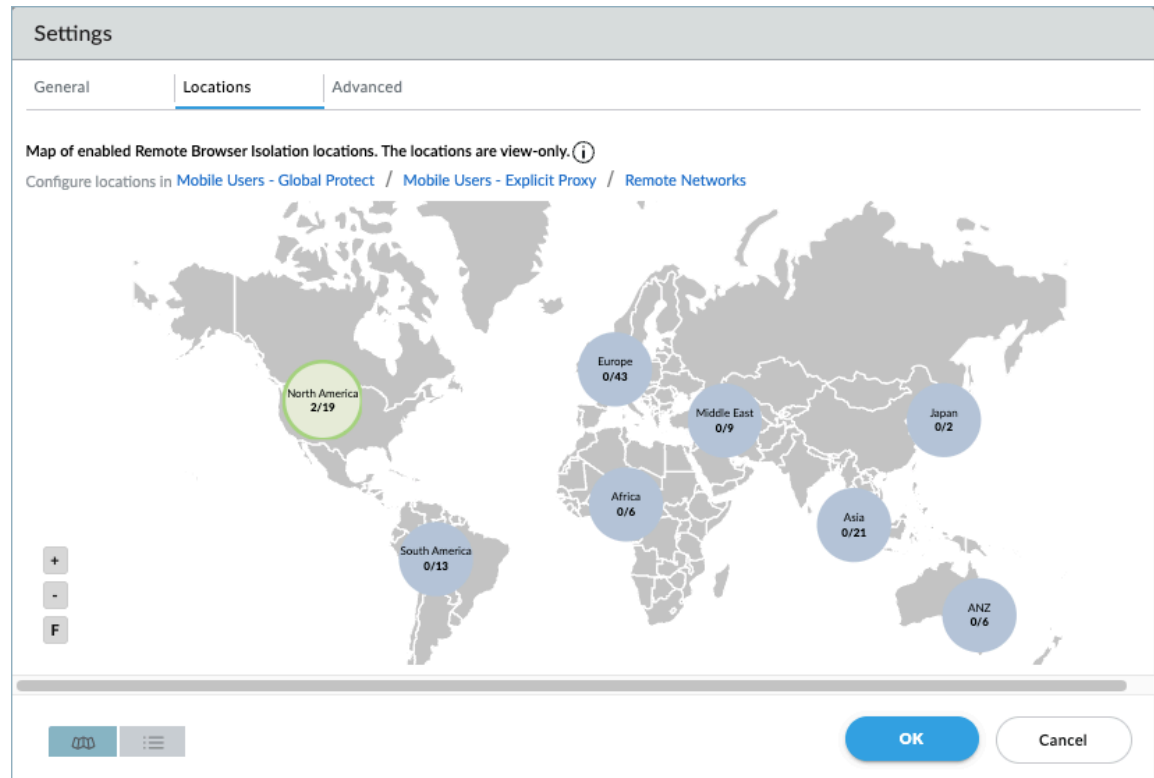 Settings
General Locations Advanced
Map of enabled Remote Browser Isolation locations. The locations are view-only.
Configure locations in Mobile Users - Global Protect / Mobile Users - Explicit Proxy / Remote Networks
Europe
0/43
North America
2/19
Middle East
0/9
Japan
0/2
Africa
0/6
Asia
0/21
South America
0/13
ANZ
0/6
+
-
F
OK Cancel